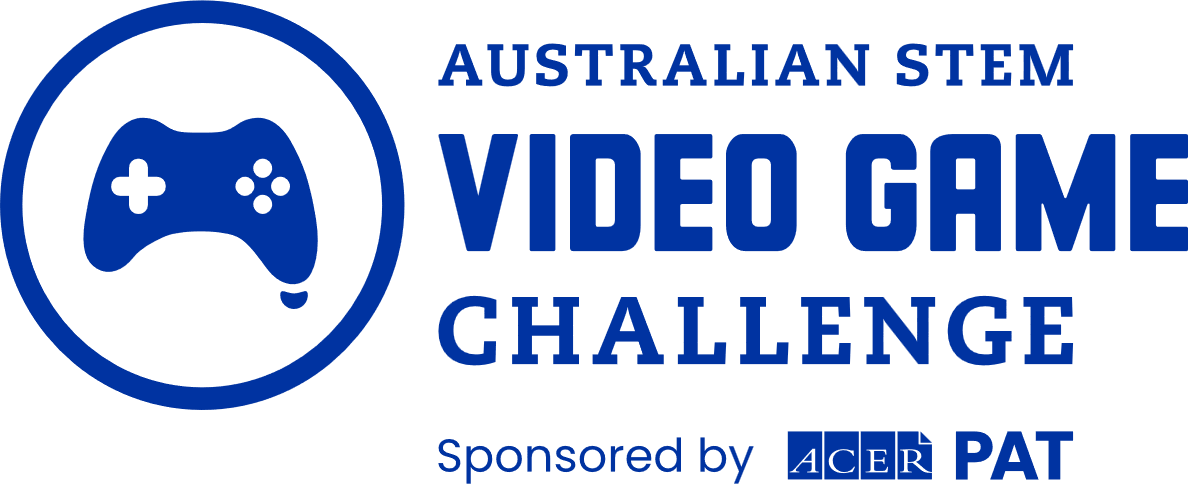 AUSTRALIAN STEM
VIDEO GAME
CHALLENGE
Sponsored by ACER PAT